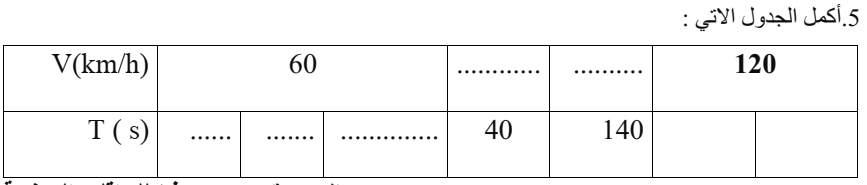 5.أكمل الجدول الاتي :
V(km/h) 60 ............ .......... 120
T ( s) ...... ....... .............. 40 140